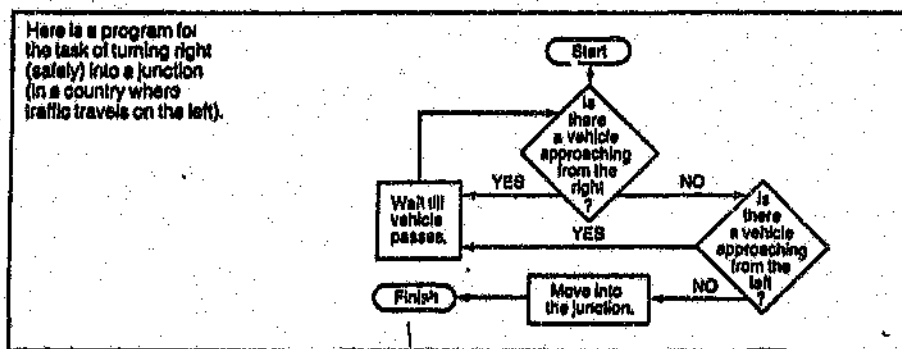 Here is a program for
the task of turning right
(safely) into a junction
(in a country where
traffic travels on the left).
Start
Is
there
a vehicle
approaching
from the
right
?
YES
NO
Wait till
vehicle
passes.
Is
there
a vehicle
approaching
from the
left
?
YES
NO
Move into
the junction.
Finish